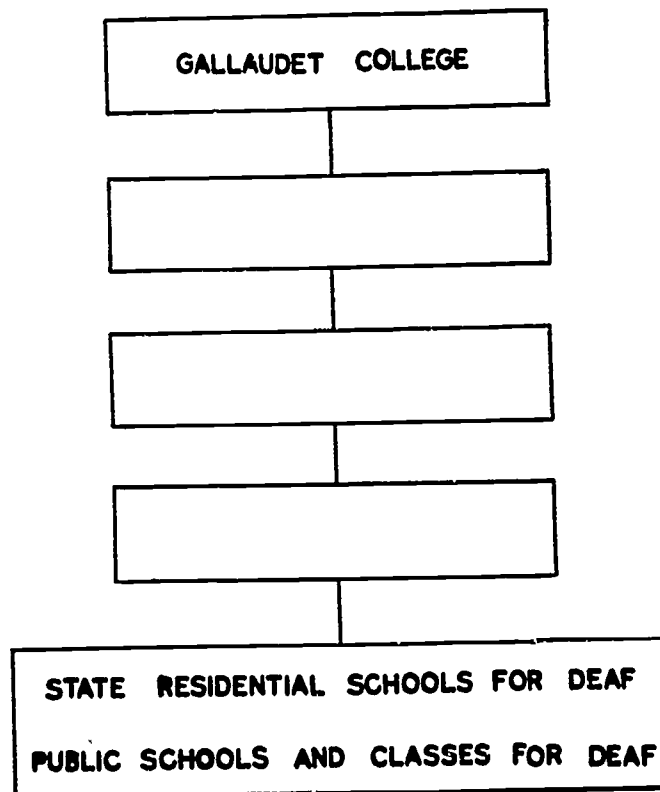 GALLAUDET COLLEGE
STATE RESIDENTIAL SCHOOLS FOR DEAF
PUBLIC SCHOOLS AND CLASSES FOR DEAF